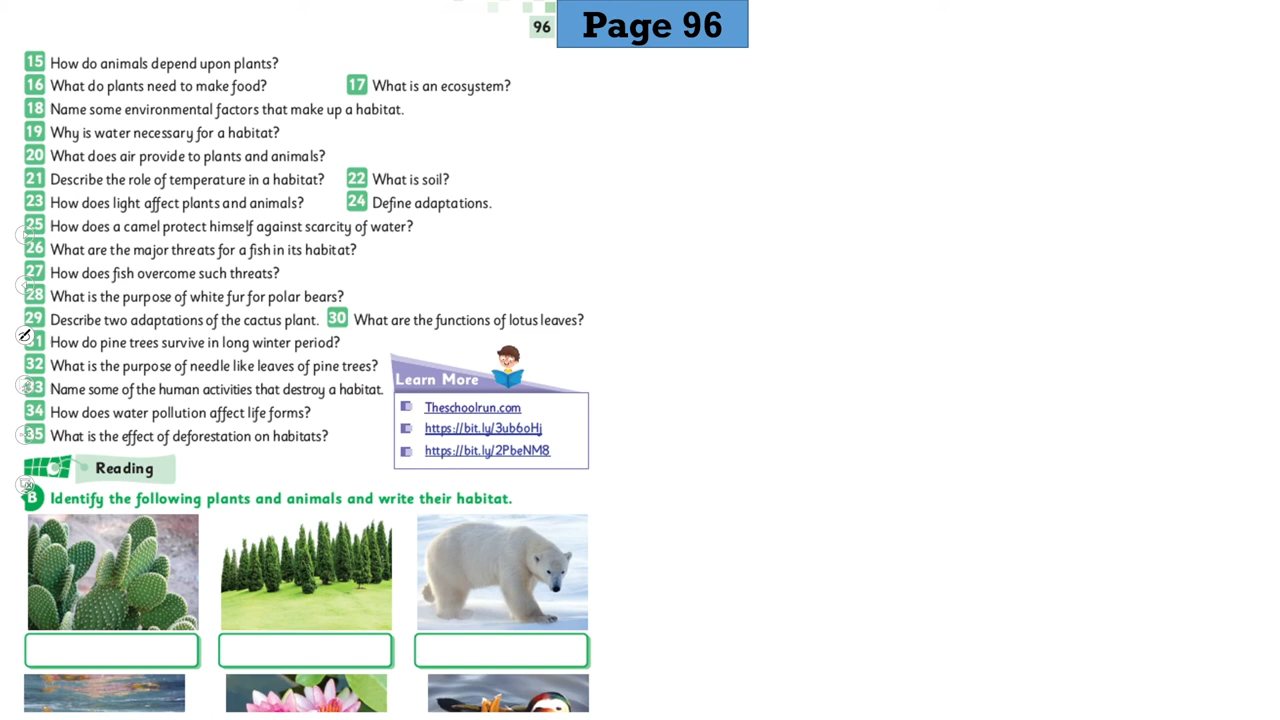 96 Page 96
15 How do animals depend upon plants?
16 What do plants need to make food? 17 What is an ecosystem?
18 Name some environmental factors that make up a habitat.
19 Why is water necessary for a habitat?
20 What does air provide to plants and animals?
21 Describe the role of temperature in a habitat? 22 What is soil?
23 How does light affect plants and animals? 24 Define adaptations.
25 How does a camel protect himself against scarcity of water?
26 What are the major threats for a fish in its habitat?
27 How does fish overcome such threats?
28 What is the purpose of white fur for polar bears?
29 Describe two adaptations of the cactus plant. 30 What are the functions of lotus leaves?
31 How do pine trees survive in long winter period?
32 What is the purpose of needle like leaves of pine trees?
33 Name some of the human activities that destroy a habitat.
34 How does water pollution affect life forms?
35 What is the effect of deforestation on habitats?
Learn More
Theschoolrun.com
https://bit.ly/3ub6oHj
https://bit.ly/2PbeNM8
Reading
B Identify the following plants and animals and write their habitat.